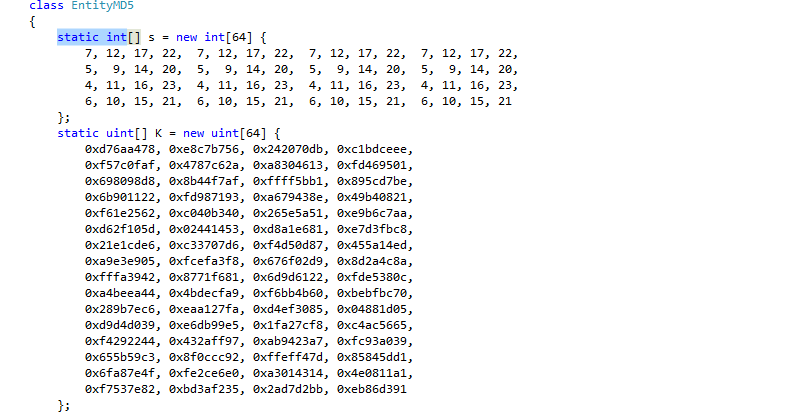 class EntityMD5
{
static int[] s = new int[64] {
7, 12, 17, 22,  7, 12, 17, 22,  7, 12, 17, 22,  7, 12, 17, 22,
5,  9, 14, 20,  5,  9, 14, 20,  5,  9, 14, 20,  5,  9, 14, 20,
4, 11, 16, 23,  4, 11, 16, 23,  4, 11, 16, 23,  4, 11, 16, 23,
6, 10, 15, 21,  6, 10, 15, 21,  6, 10, 15, 21,  6, 10, 15, 21
};
static uint[] K = new uint[64] {
0xd76aa478, 0xe8c7b756, 0x242070db, 0xc1bdceee,
0xf57c0faf, 0x4787c62a, 0xa8304613, 0xfd469501,
0x698098d8, 0x8b44f7af, 0xffff5bb1, 0x895cd7be,
0x6b901122, 0xfd987193, 0xa679438e, 0x49b40821,
0xf61e2562, 0xc040b340, 0x265e5a51, 0xe9b6c7aa,
0xd62f105d, 0x02441453, 0xd8a1e681, 0xe7d3fbc8,
0x21e1cde6, 0xc33707d6, 0xf4d50d87, 0x455a14ed,
0xa9e3e905, 0xfcefa3f8, 0x676f02d9, 0x8d2a4c8a,
0xfffa3942, 0x8771f681, 0x6d9d6122, 0xfde5380c,
0xa4beea44, 0x4bdecfa9, 0xf6bb4b60, 0xbebfbc70,
0x289b7ec6, 0xeaa127fa, 0xd4ef3085, 0x04881d05,
0xd9d4d039, 0xe6db99e5, 0x1fa27cf8, 0xc4ac5665,
0xf4292244, 0x432aff97, 0xab9423a7, 0xfc93a039,
0x655b59c3, 0x8f0ccc92, 0xffeff47d, 0x85845dd1,
0x6fa87e4f, 0xfe2ce6e0, 0xa3014314, 0x4e0811a1,
0xf7537e82, 0xbd3af235, 0x2ad7d2bb, 0xeb86d391
};